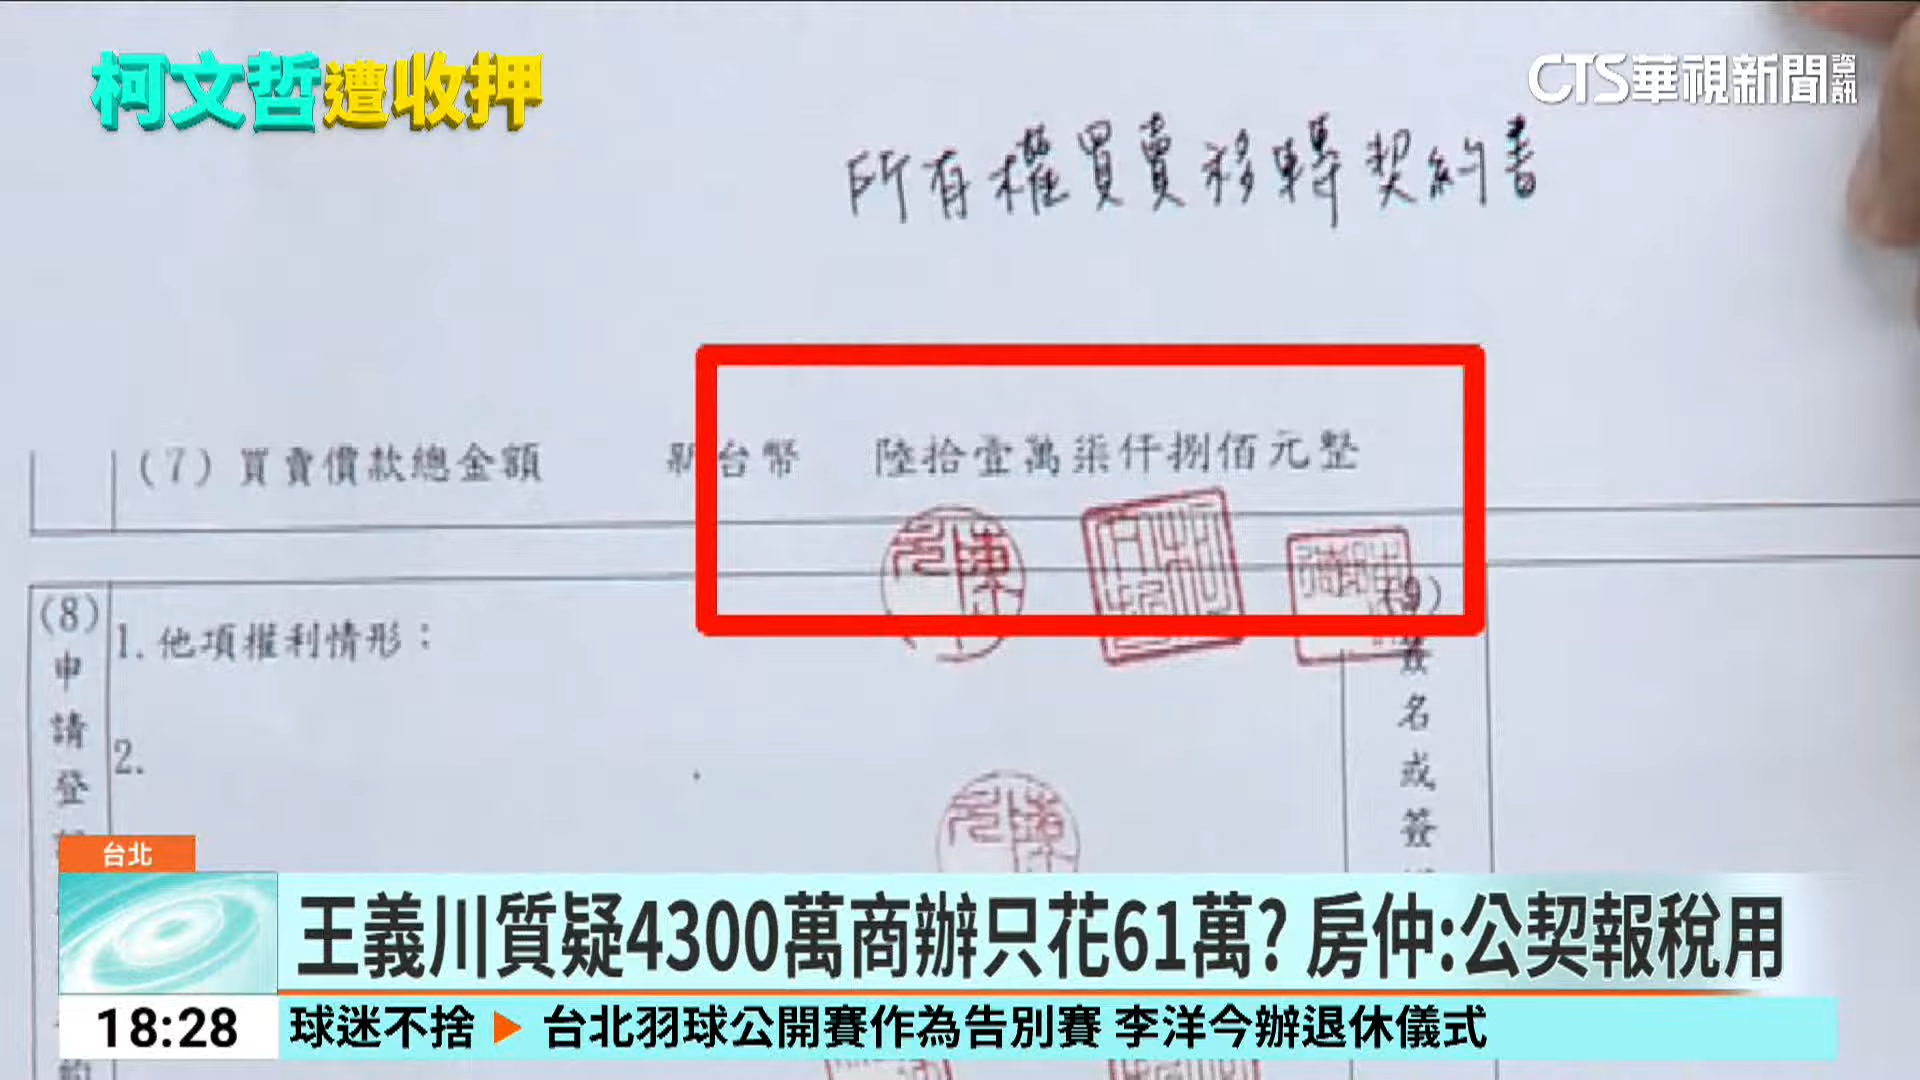 柯文哲遭收押
CTS華視新聞資訊
所有權買賣移轉契約書
(7)買賣價款總金額 新台幣 陸拾壹萬柒仟捌佰元整
(8)申請登
1.他項權利情形：
2.
(9)簽名或簽
台北
王義川質疑4300萬商辦只花61萬? 房仲:公契報稅用
18:28 球迷不捨 ▶ 台北羽球公開賽作為告別賽 李洋今辦退休儀式